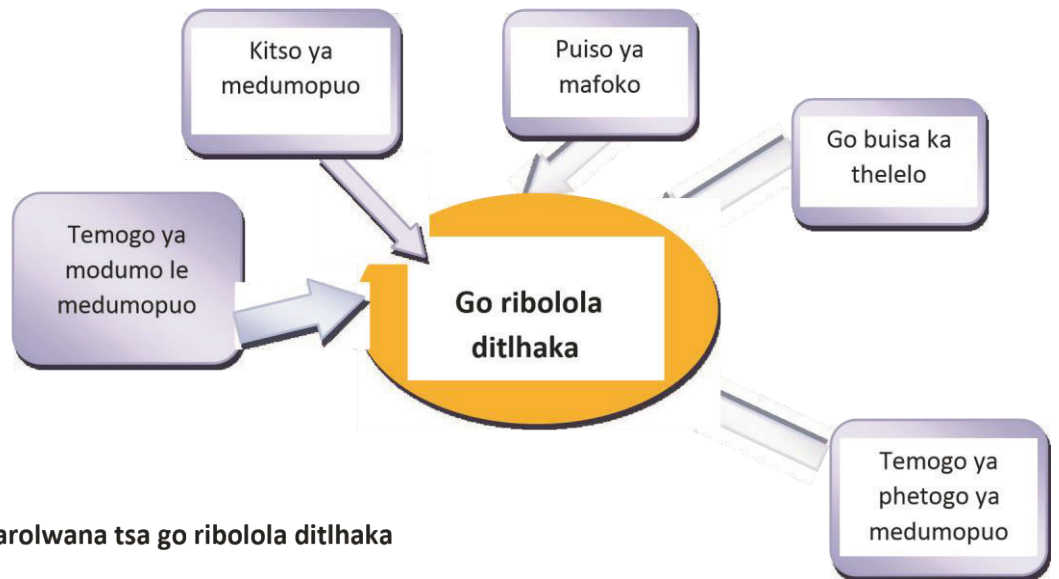 Kitso ya
medumopuo
Puiso ya
mafoko
Go buisa ka
thelelo
Temogo ya
modumo le
medumopuo
Go ribolola
ditlhaka
Temogo ya
phetogo ya
medumopuo
arolwana tsa go ribolola ditlhaka